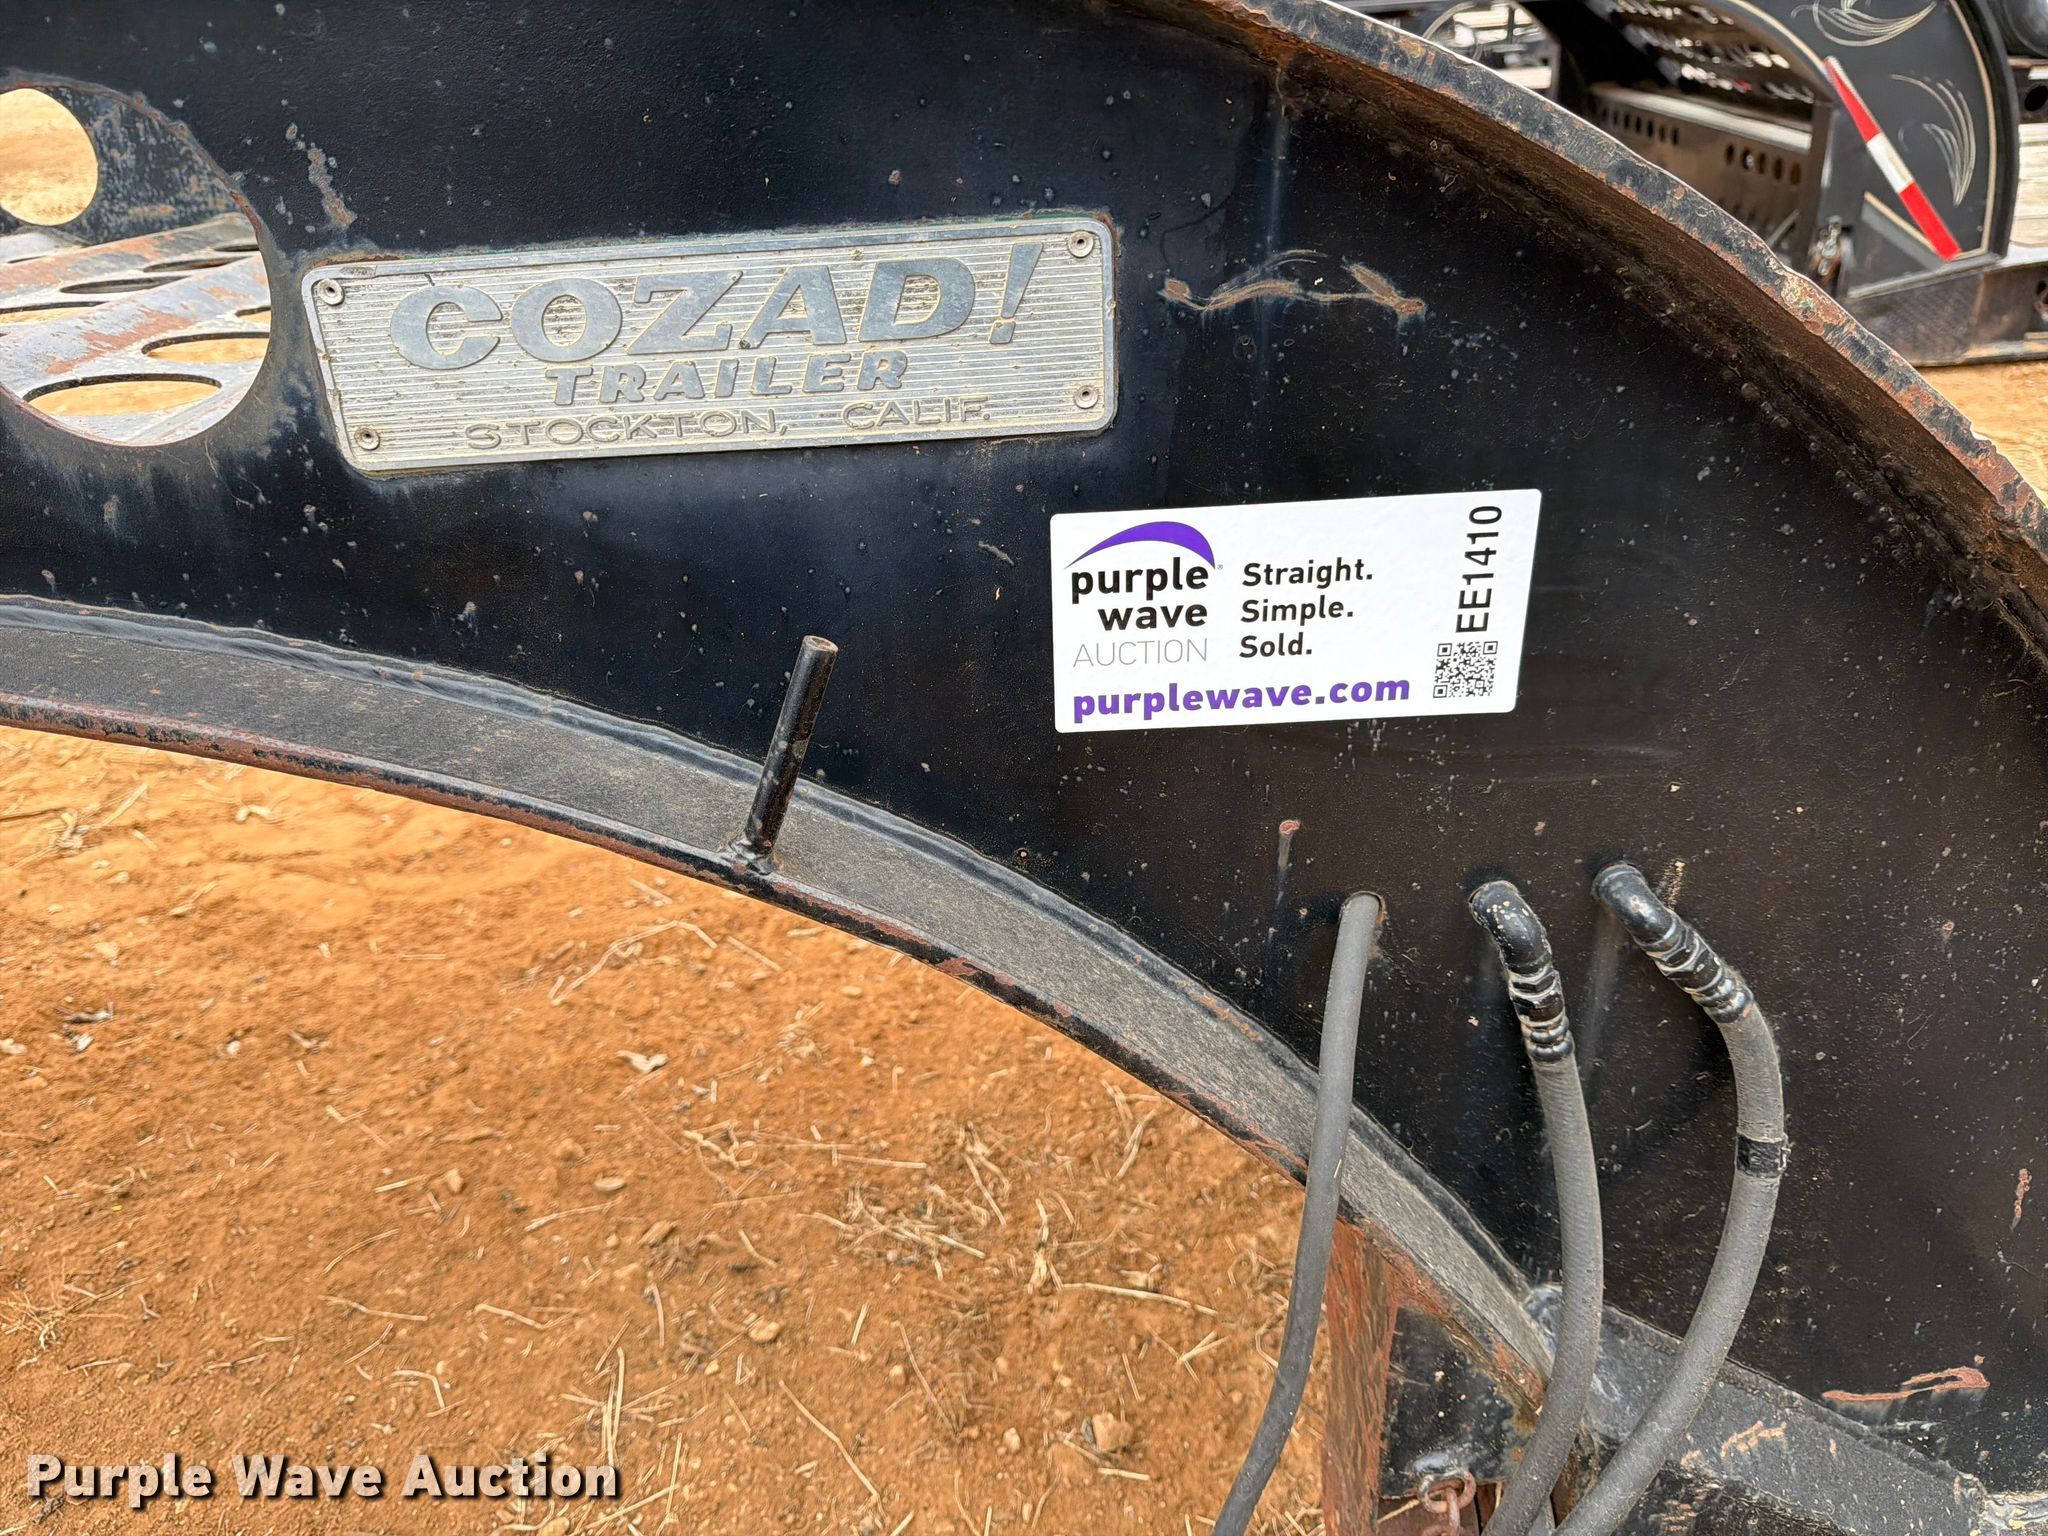 COZAD!
TRAILER
STOCKTON, CALIF.
purple
wave
AUCTION
Straight.
Simple.
Sold.
purplewave.com
EE1410
Purple Wave Auction